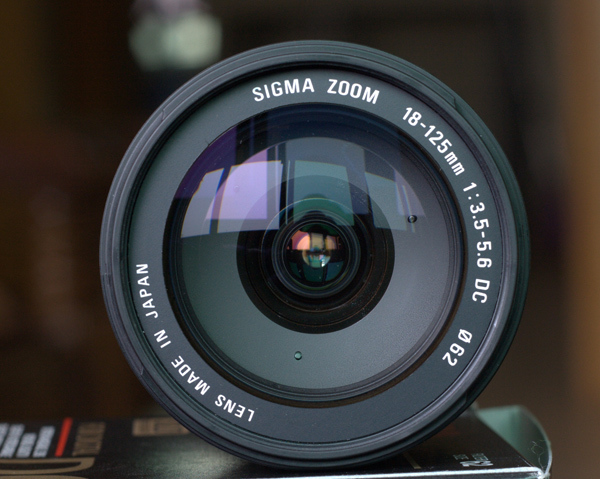 SIGMA ZOOM 18-125mm 1:3.5-5.6 DC Ø62
LENS MADE IN JAPAN